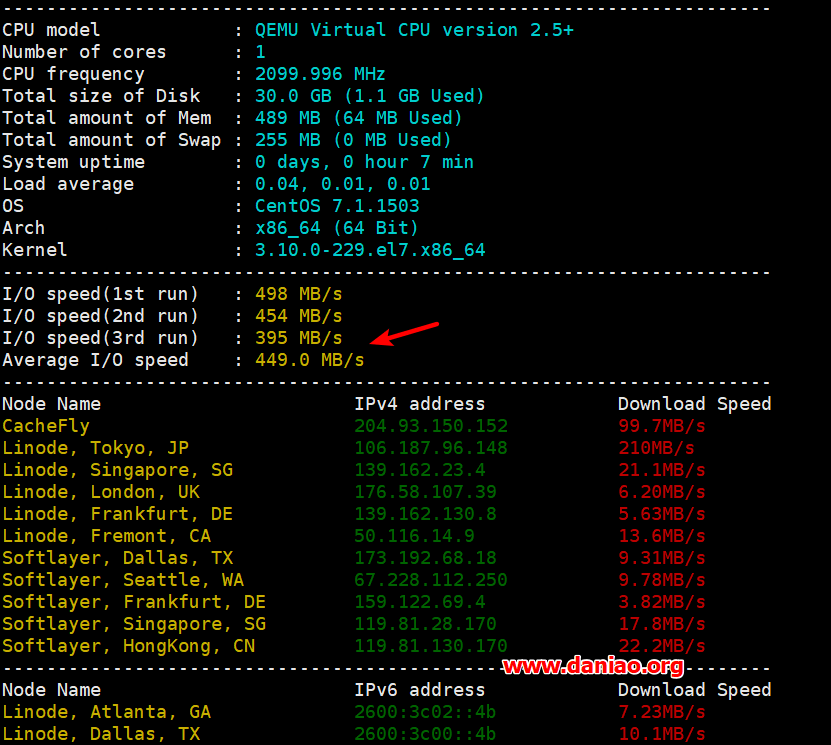 ----------------------------------------------------------------------
CPU model            : QEMU Virtual CPU version 2.5+
Number of cores      : 1
CPU frequency        : 2099.996 MHz
Total size of Disk   : 30.0 GB (1.1 GB Used)
Total amount of Mem  : 489 MB (64 MB Used)
Total amount of Swap : 255 MB (0 MB Used)
System uptime        : 0 days, 0 hour 7 min
Load average         : 0.04, 0.01, 0.01
OS                   : CentOS 7.1.1503
Arch                 : x86_64 (64 Bit)
Kernel               : 3.10.0-229.el7.x86_64
----------------------------------------------------------------------
I/O speed(1st run)   : 498 MB/s
I/O speed(2nd run)   : 454 MB/s
I/O speed(3rd run)   : 395 MB/s
Average I/O speed    : 449.0 MB/s
----------------------------------------------------------------------
Node Name                       IPv4 address            Download Speed
CacheFly                        204.93.150.152          99.7MB/s
Linode, Tokyo, JP               106.187.96.148          210MB/s
Linode, Singapore, SG           139.162.23.4            21.1MB/s
Linode, London, UK              176.58.107.39           6.20MB/s
Linode, Frankfurt, DE           139.162.130.8           5.63MB/s
Linode, Fremont, CA             50.116.14.9             13.6MB/s
Softlayer, Dallas, TX           173.192.68.18           9.31MB/s
Softlayer, Seattle, WA          67.228.112.250          9.78MB/s
Softlayer, Frankfurt, DE        159.122.69.4            3.82MB/s
Softlayer, Singapore, SG        119.81.28.170           17.8MB/s
Softlayer, HongKong, CN         119.81.130.170          22.2MB/s
www.daniao.org
----------------------------------------------------------------------
Node Name                       IPv6 address            Download Speed
Linode, Atlanta, GA             2600:3c02::4b           7.23MB/s
Linode, Dallas, TX              2600:3c00::4b           10.1MB/s